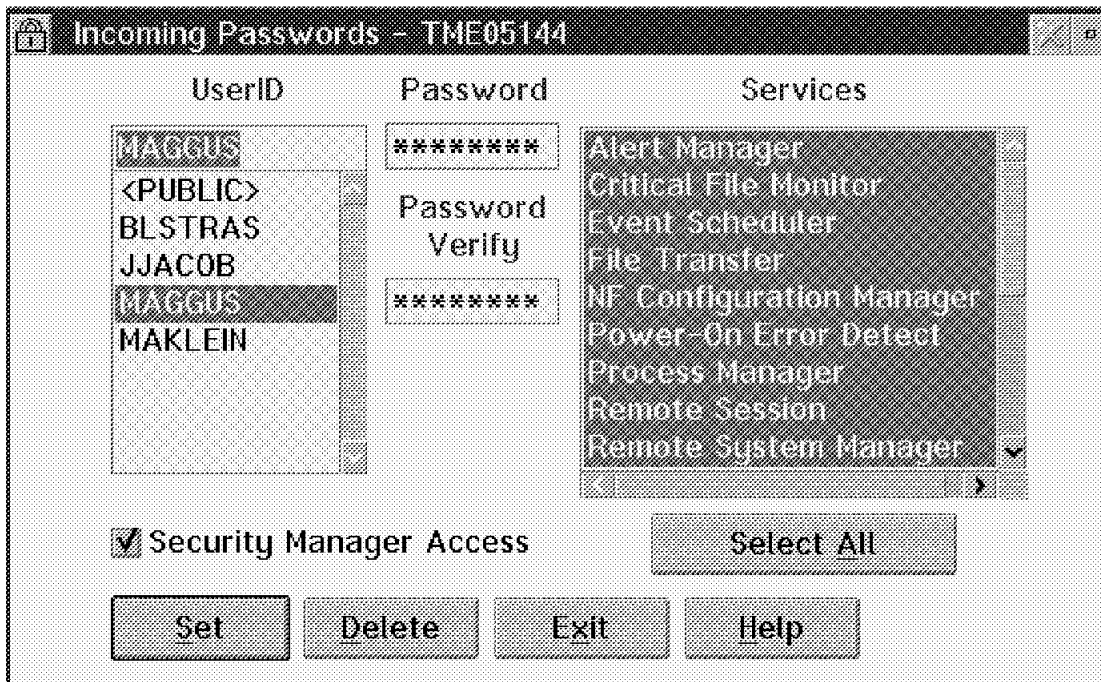 Incoming Passwords - TME05144
UserID
Password
Services
MAGGUS
<PUBLIC>
BLSTRAS
JJACOB
MAGGUS
MAKLEIN
********
Password
Verify
********
Alert Manager
Critical File Monitor
Event Scheduler
File Transfer
NF Configuration Manager
Power-On Error Detect
Process Manager
Remote Session
Remote System Manager
Security Manager Access
Select All
Set
Delete
Exit
Help